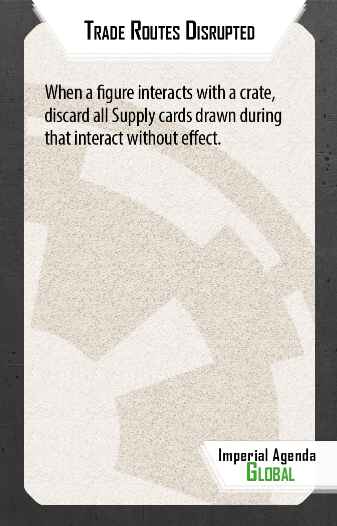 Trade Routes Disrupted
When a figure interacts with a crate,
discard all Supply cards drawn during
that interact without effect.
Imperial Agenda
Global